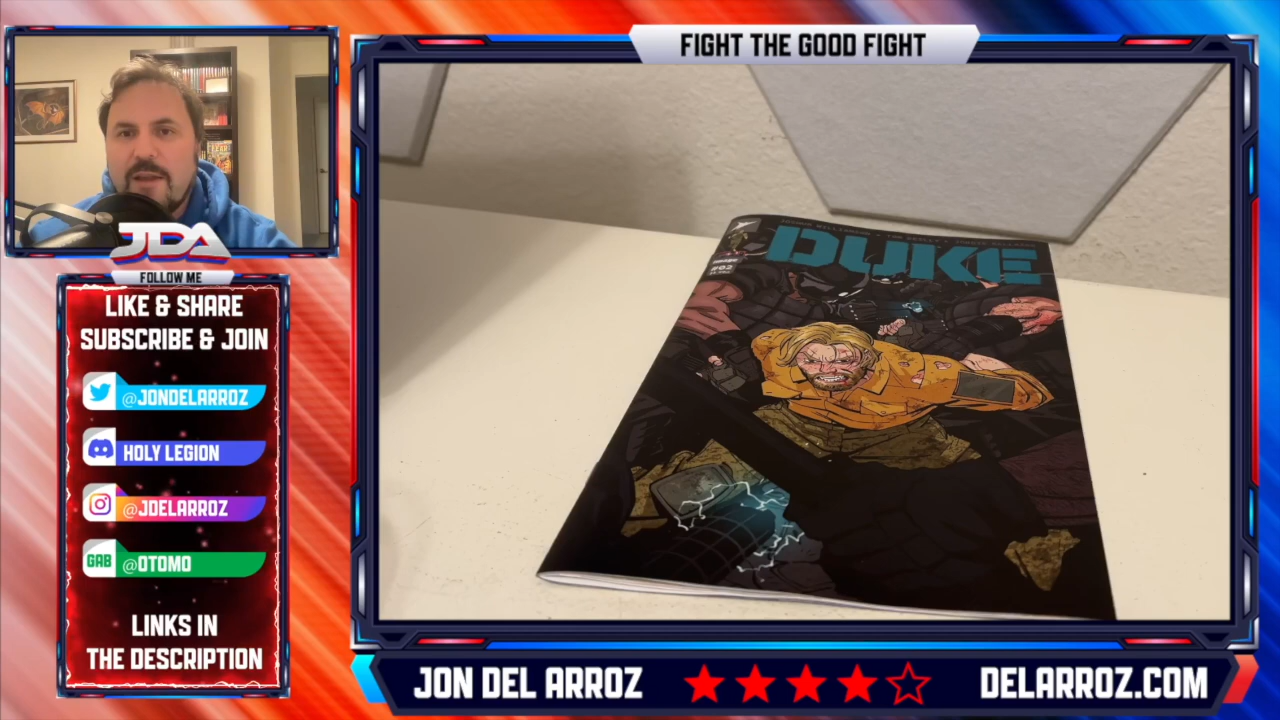 FIGHT THE GOOD FIGHT
JDA
FOLLOW ME
LIKE & SHARE
SUBSCRIBE & JOIN
@JONDELARROZ
HOLY LEGION
@JDELARROZ
GAB @OTOMO
LINKS IN
THE DESCRIPTION
DUKE
#02
JON DEL ARROZ
DELARROZ.COM